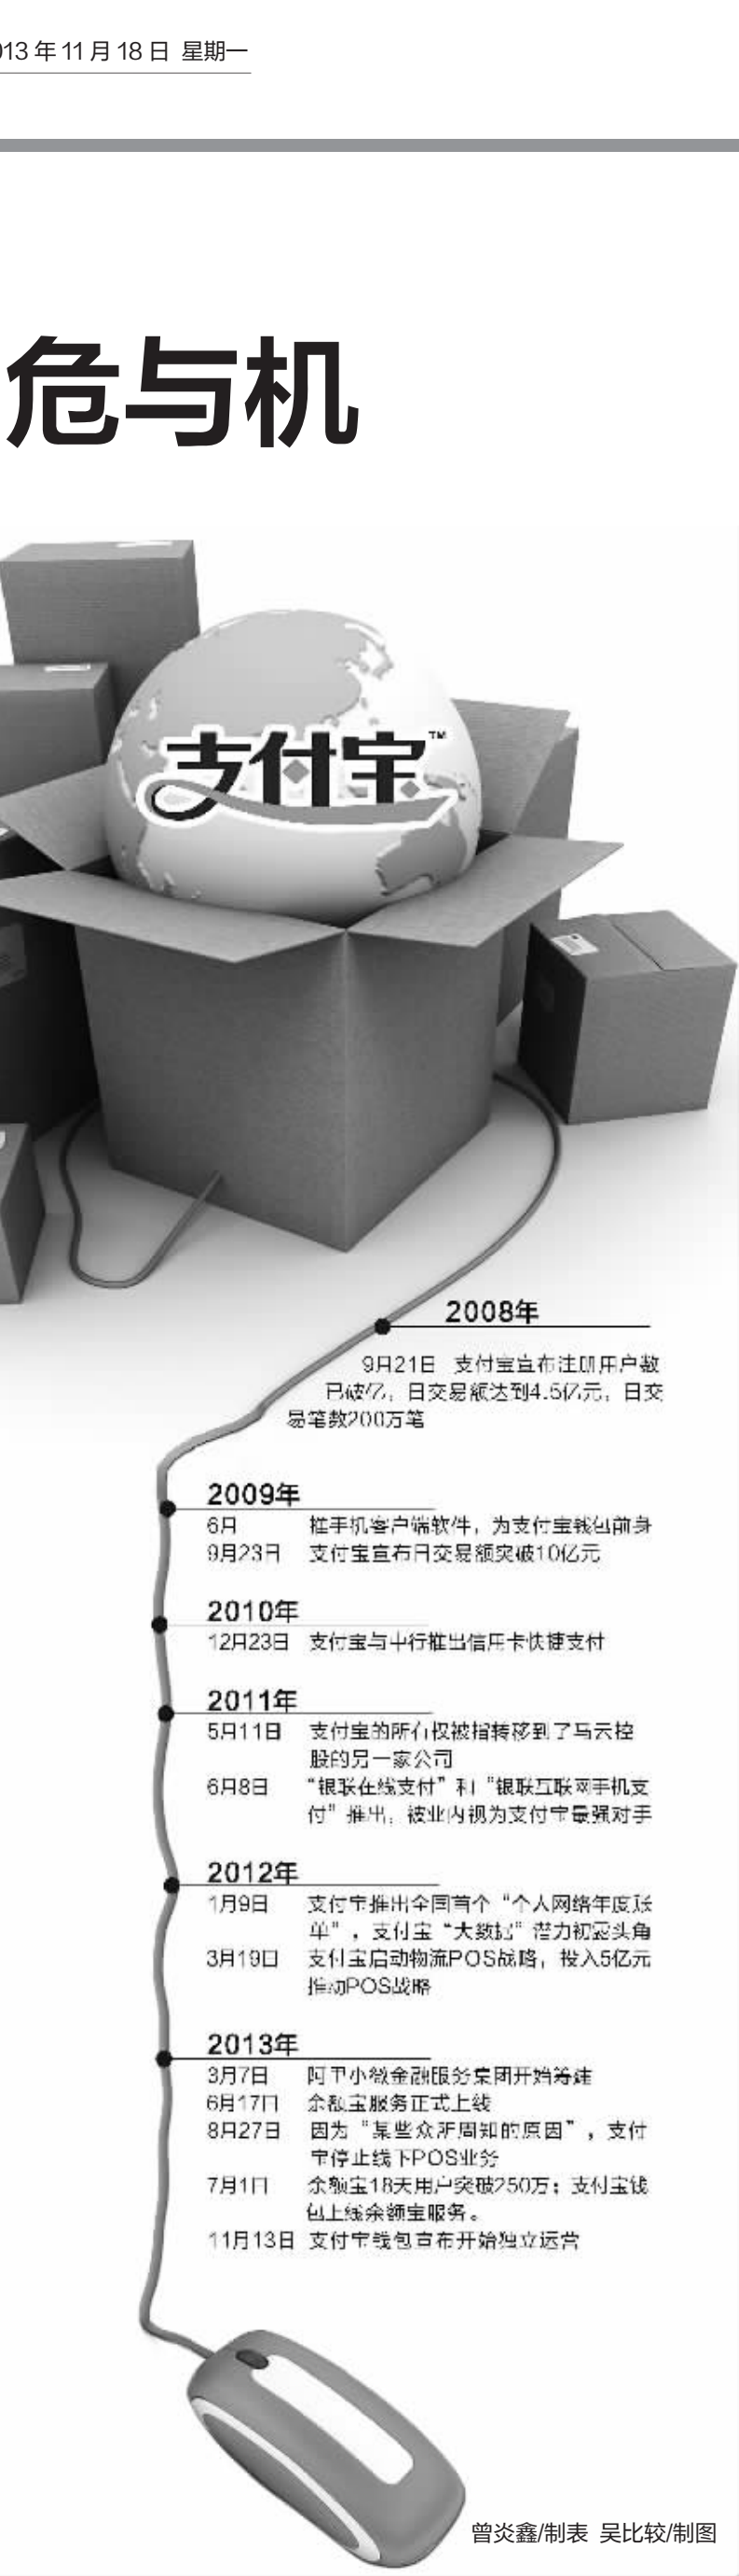 013 年 11 月 18 日 星期一
危与机
支付宝™
2008年
9月21日 支付宝宣布注册用户数
已破亿，日交易额达到4.5亿元，日交
易笔数200万笔
2009年
6月 推手机客户端软件，为支付宝钱包前身
9月23日 支付宝宣布日交易额突破10亿元
2010年
12月23日 支付宝与中行推出信用卡快捷支付
2011年
5月11日 支付宝的所有权被指转移到了马云控
股的另一家公司
6月8日 “银联在线支付”和“银联互联网手机支
付”推出，被业内视为支付宝最强对手
2012年
1月9日 支付宝推出全国首个“个人网络年度账
单”，支付宝“大数据”潜力初露头角
3月19日 支付宝启动物流POS战略，投入5亿元
推动POS战略
2013年
3月7日 阿里小微金融服务集团开始筹建
6月17日 余额宝服务正式上线
8月27日 因为“某些众所周知的原因”，支付
宝停止线下POS业务
7月1日 余额宝18天用户突破250万；支付宝钱
包上线余额宝服务。
11月13日 支付宝钱包宣布开始独立运营
曾炎鑫/制表 吴比较/制图